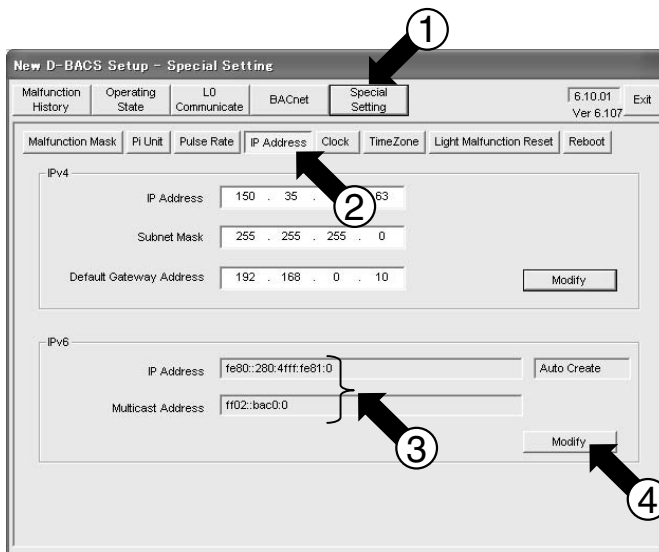 1
New D-BACS Setup - Special Setting
Malfunction History Operating State L0 Communicate BACnet Special Setting 6.10.01 Ver 6.107 Exit
Malfunction Mask Pi Unit Pulse Rate IP Address Clock TimeZone Light Malfunction Reset Reboot
IPv4
IP Address 150 . 35 . 63
2
Subnet Mask 255 . 255 . 255 . 0
Default Gateway Address 192 . 168 . 0 . 10 Modify
IPv6
IP Address fe80::280:4fff:fe81:0 Auto Create
Multicast Address ff02::bac0:0
3
Modify
4